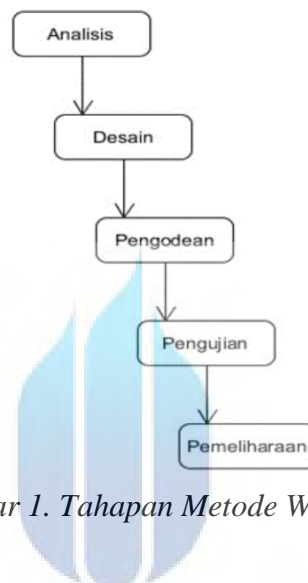 Analisis
Desain
Pengodean
Pengujian
Pemeliharaan
ar 1. Tahapan Metode W